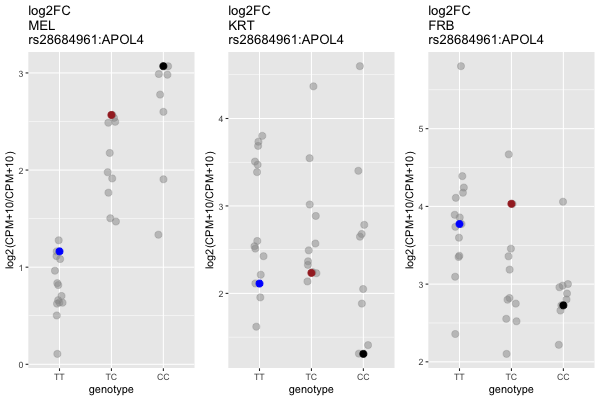 log2FC
MEL
rs28684961:APOL4
log2(CPM+10/CPM+10)
3
2
1
0
TT TC CC
genotype
log2FC
KRT
rs28684961:APOL4
log2(CPM+10/CPM+10)
4
3
2
TT TC CC
genotype
log2FC
FRB
rs28684961:APOL4
log2(CPM+10/CPM+10)
5
4
3
2
TT TC CC
genotype